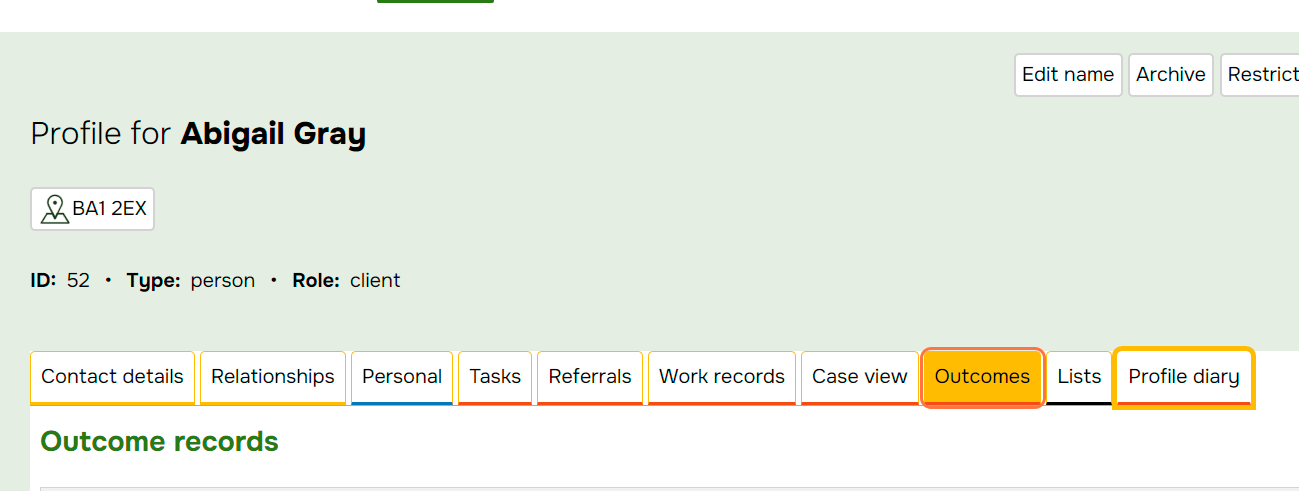 Edit name Archive Restrict
Profile for Abigail Gray
BA1 2EX
ID: 52 • Type: person • Role: client
Contact details Relationships Personal Tasks Referrals Work records Case view Outcomes Lists Profile diary
Outcome records